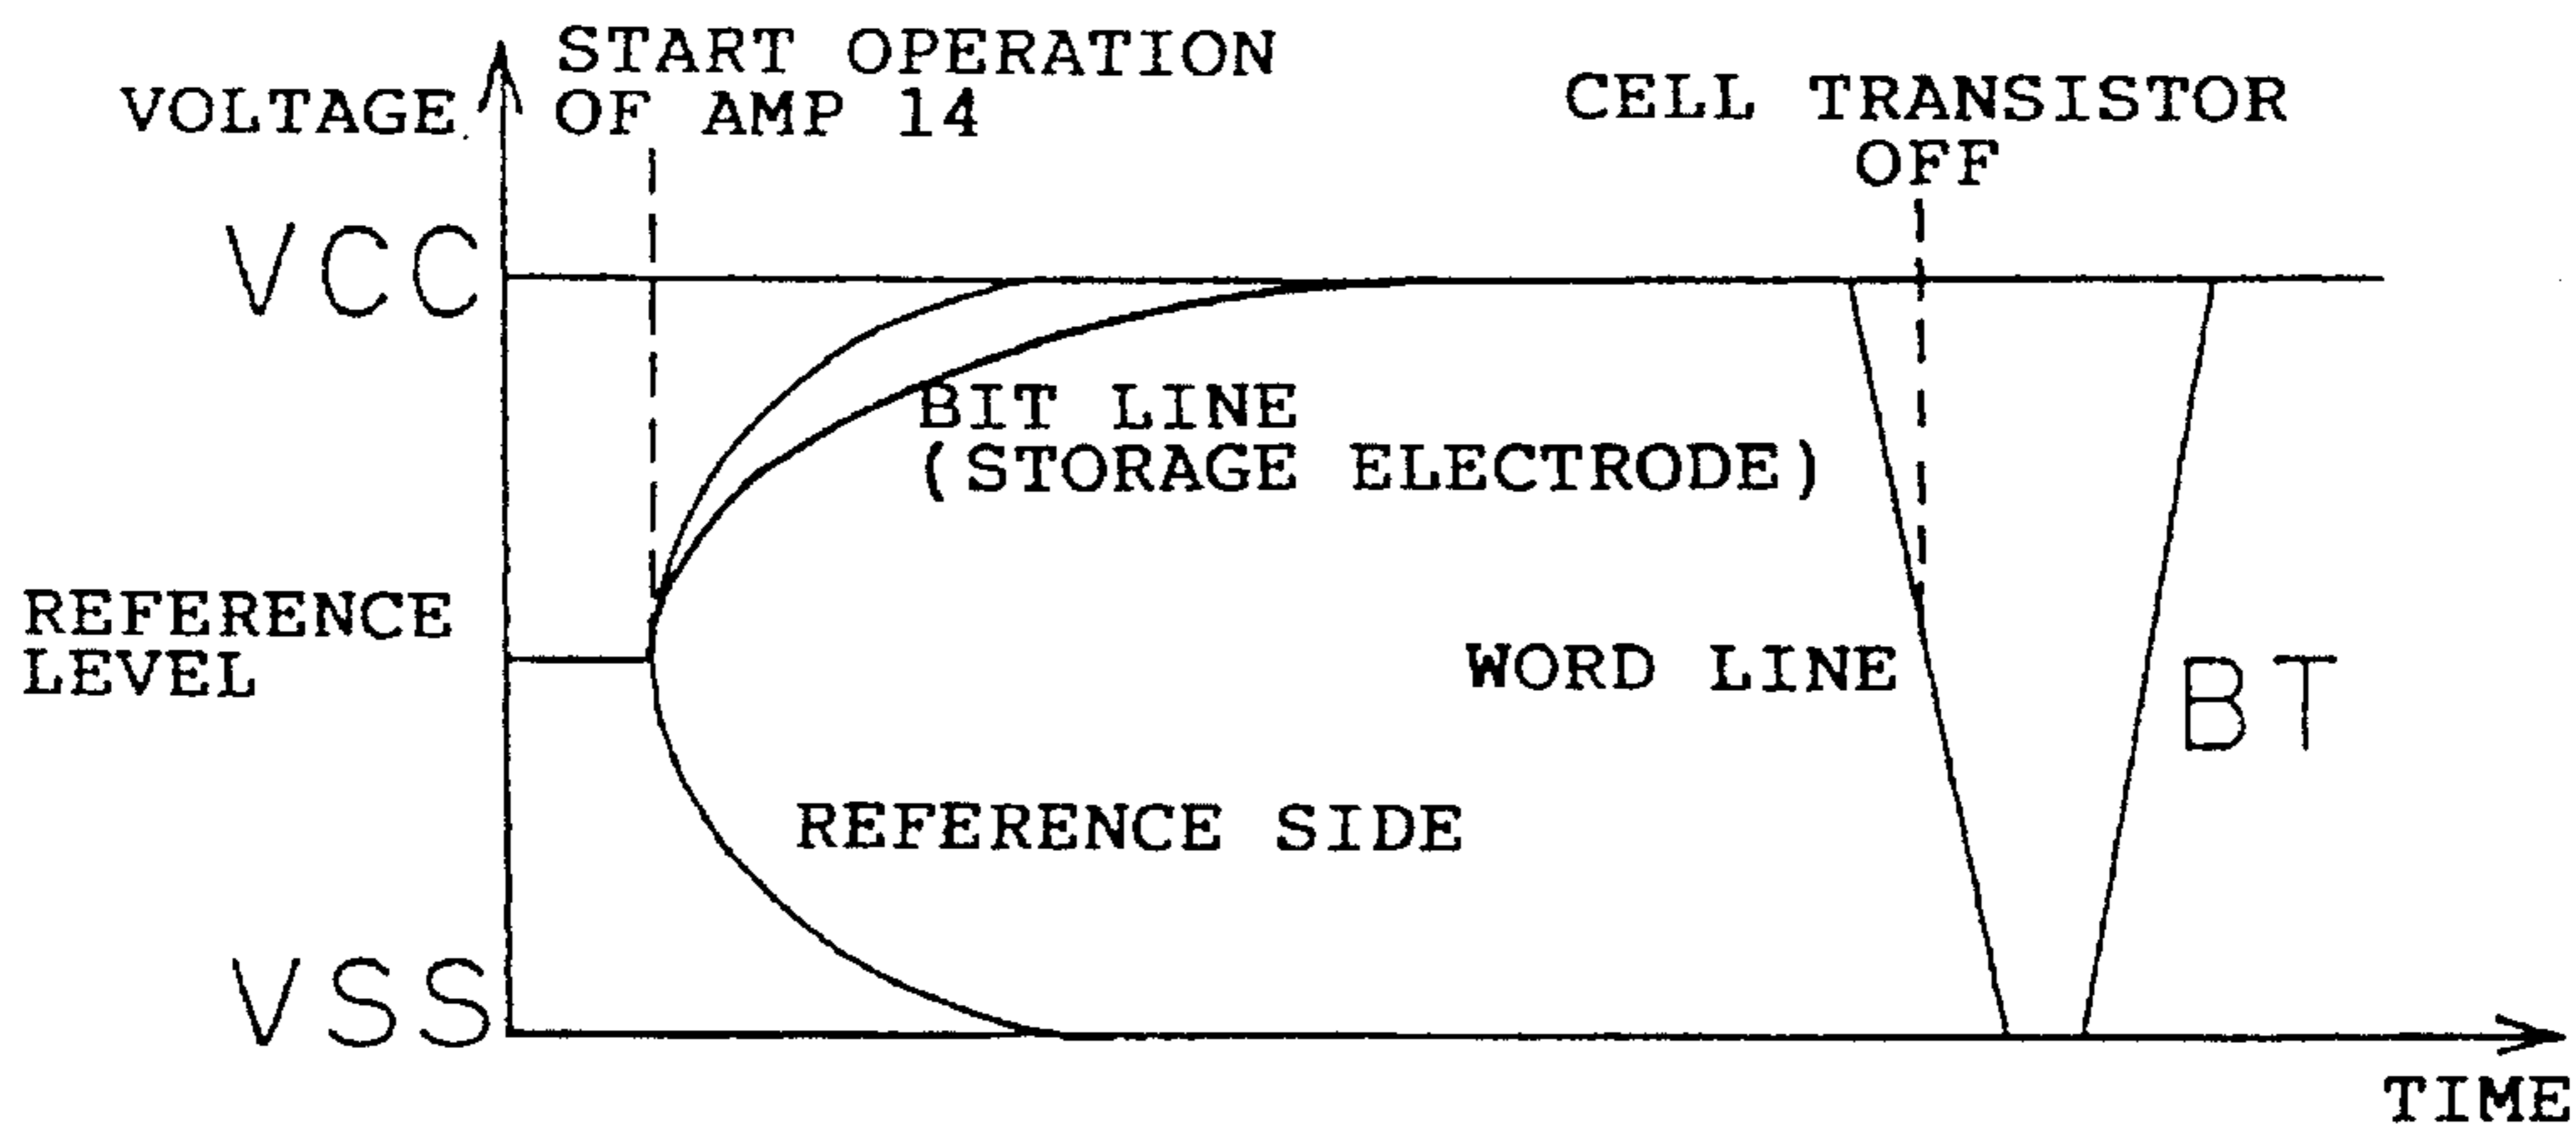 START OPERATION
OF AMP 14
VOLTAGE
CELL TRANSISTOR
OFF
VCC
BIT LINE
(STORAGE ELECTRODE)
REFERENCE
LEVEL
WORD LINE
BT
REFERENCE SIDE
VSS
TIME